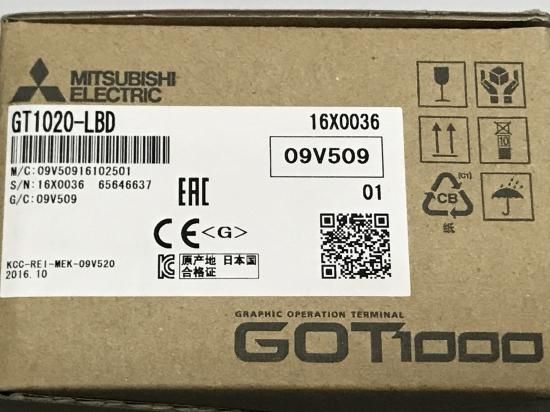 MITSUBISHI
ELECTRIC
GT1020-LBD
16X0036
09V509
M/C:09V50916102501
S/N:16X0036 65646637
G/C:09V509
EAC
01
CE<G>
KCC-REI-MEK-09V520
2016.10
原产地 日本国
合格证
10
(C1)
CB
纸
GRAPHIC OPERATION TERMINAL
GOT1000